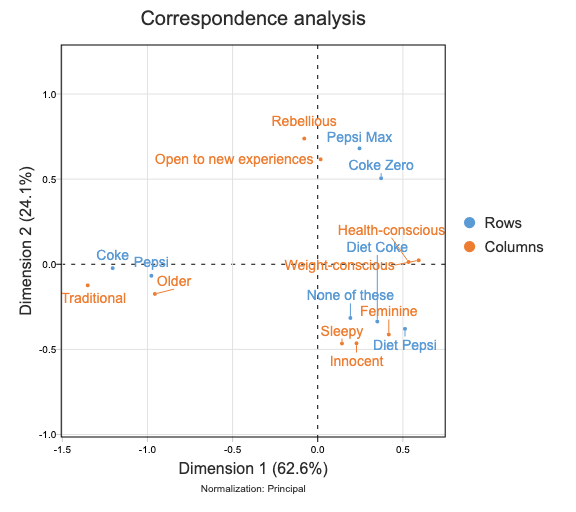 Correspondence analysis
Dimension 2 (24.1%)
1.0
0.5
0.0
-0.5
-1.0
Rebellious
Pepsi Max
Open to new experiences
Coke Zero
Health-conscious
Diet Coke
Coke
Pepsi
Weight-conscious
Older
Traditional
None of these
Feminine
Sleepy
Diet Pepsi
Innocent
Rows
Columns
-1.5
-1.0
-0.5
0.0
0.5
Dimension 1 (62.6%)
Normalization: Principal